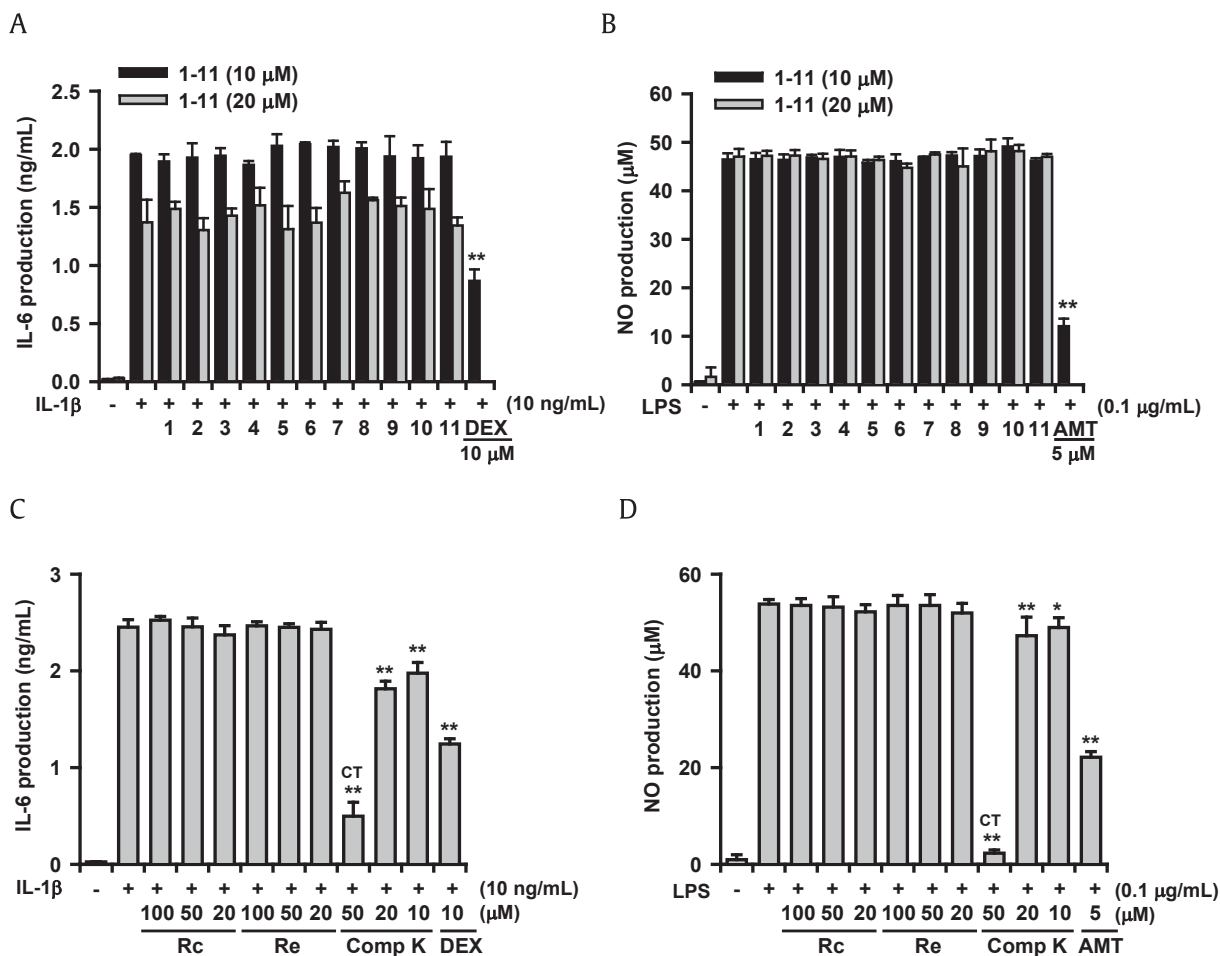 A
1-11 (10 μM)
1-11 (20 μM)
IL-6 production (ng/mL)
2.5
2.0
1.5
1.0
0.5
0.0
**
IL-1β - + + + + + + + + + + + + + (10 ng/mL)
1 2 3 4 5 6 7 8 9 10 11 DEX
10 μM
B
1-11 (10 μM)
1-11 (20 μM)
NO production (μM)
60
50
40
30
20
10
0
**
LPS - + + + + + + + + + + + + + (0.1 μg/mL)
1 2 3 4 5 6 7 8 9 10 11 AMT
5 μM
C
IL-6 production (ng/mL)
3
2
1
0
CT
**
**
**
**
IL-1β - + + + + + + + + + + + (10 ng/mL)
100 50 20 100 50 20 50 20 10 10 (μM)
Rc Re Comp K DEX
D
NO production (μM)
60
40
20
0
CT
**
**
*
**
LPS - + + + + + + + + + + + (0.1 μg/mL)
100 50 20 100 50 20 50 20 10 5 (μM)
Rc Re Comp K AMT